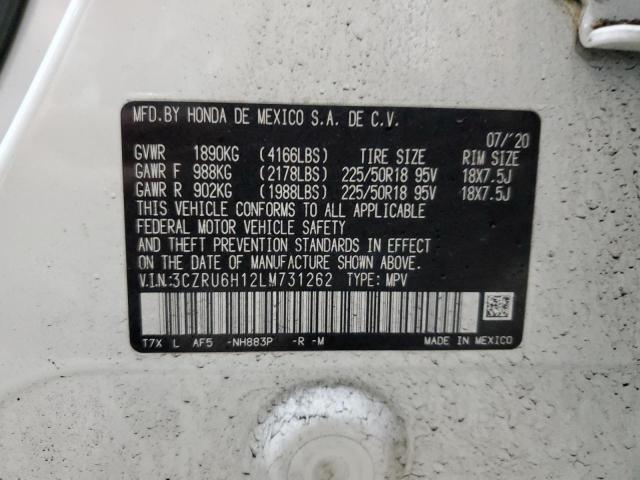 MFD.BY HONDA DE MEXICO S.A. DE C.V.
07/'20
GVWR 1890KG (4166LBS) TIRE SIZE RIM SIZE
GAWR F 988KG (2178LBS) 225/50R18 95V 18X7.5J
GAWR R 902KG (1988LBS) 225/50R18 95V 18X7.5J
THIS VEHICLE CONFORMS TO ALL APPLICABLE
FEDERAL MOTOR VEHICLE SAFETY
AND THEFT PREVENTION STANDARDS IN EFFECT
ON THE DATE OF MANUFACTURE SHOWN ABOVE.
V.I.N.:3CZRU6H12LM731262 TYPE: MPV
T7X L AF5 -NH883P -R -M MADE IN MEXICO